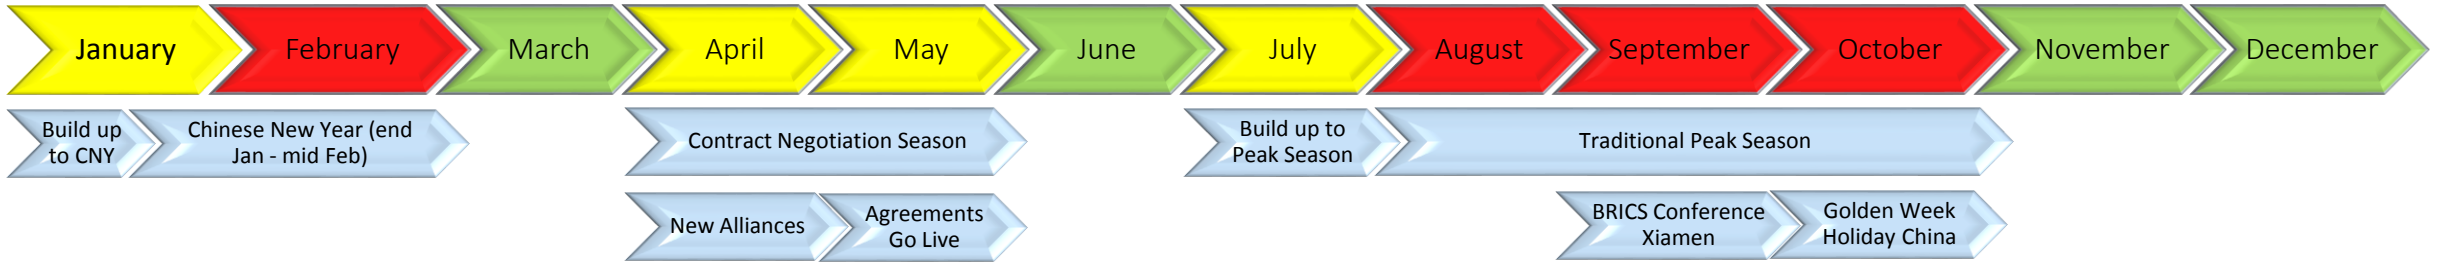 January
February
March
April
May
June
July
August
September
October
November
December
Build up
to CNY
Chinese New Year (end
Jan - mid Feb)
Contract Negotiation Season
Build up to
Peak Season
Traditional Peak Season
New Alliances
Agreements
Go Live
BRICS Conference
Xiamen
Golden Week
Holiday China